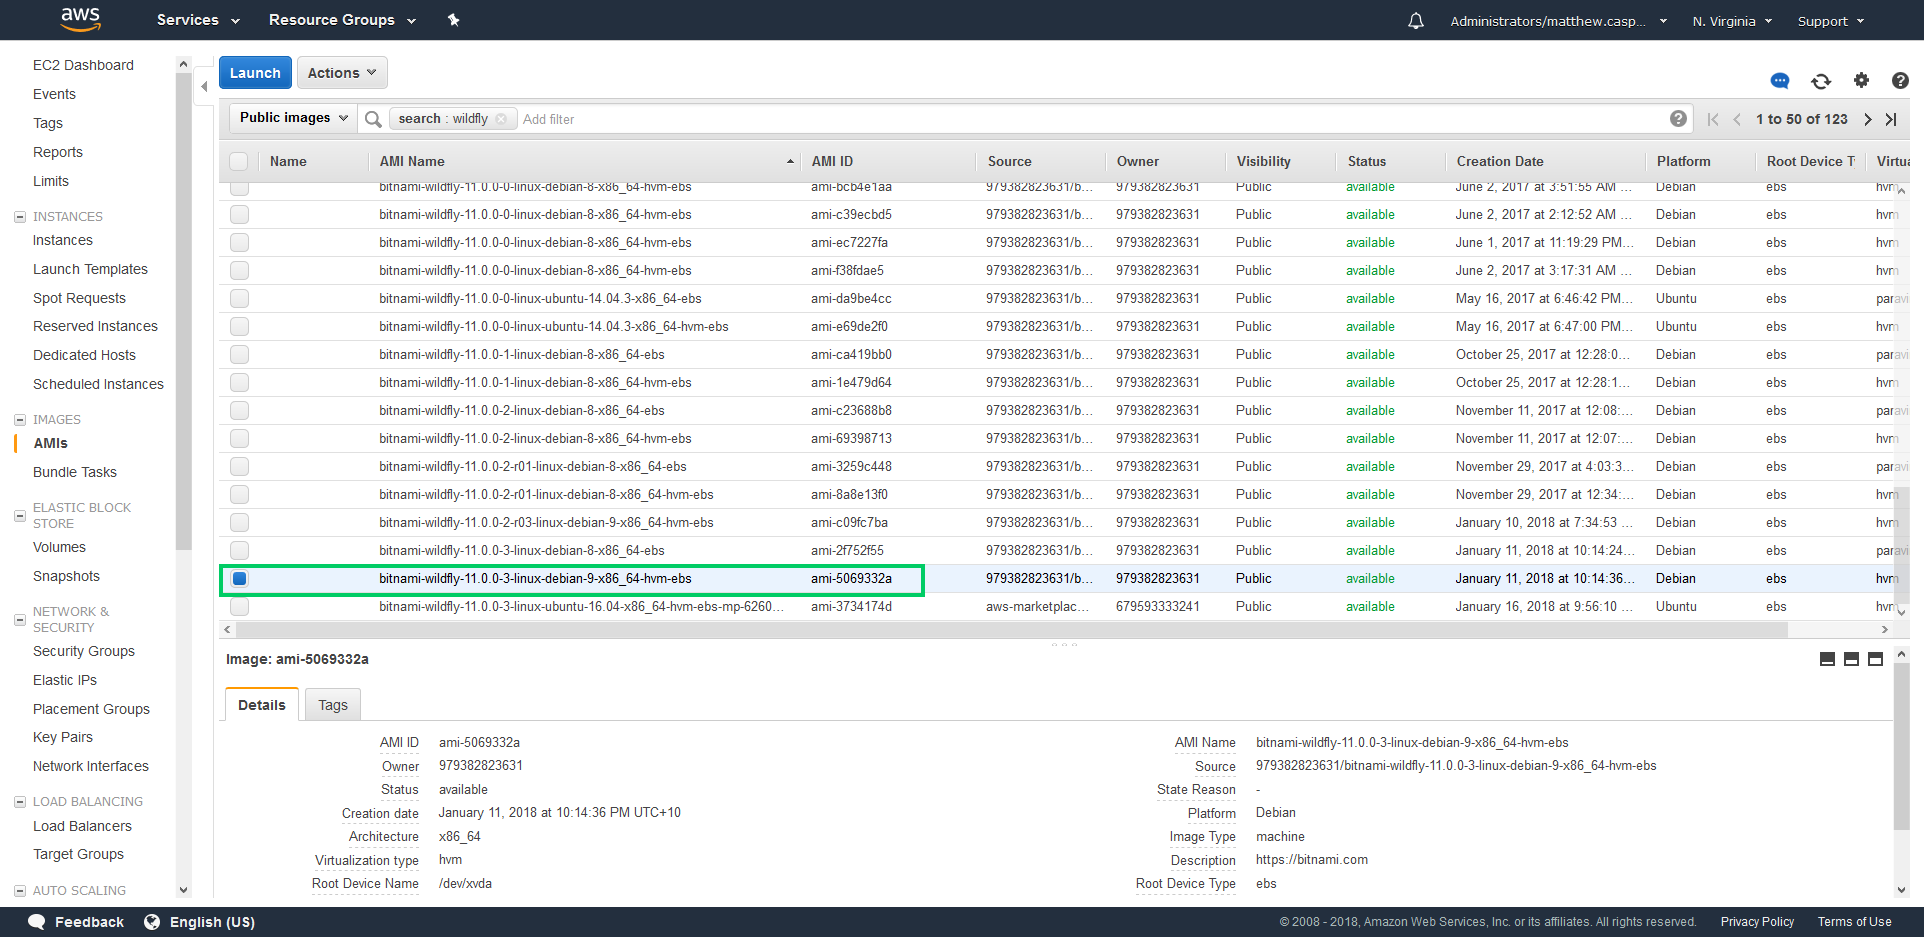 aws Services Resource Groups Administrators/matthew.casp... N. Virginia Support
EC2 Dashboard
Events
Tags
Reports
Limits
INSTANCES
Instances
Launch Templates
Spot Requests
Reserved Instances
Dedicated Hosts
Scheduled Instances
IMAGES
AMIs
Bundle Tasks
ELASTIC BLOCK
STORE
Volumes
Snapshots
NETWORK &
SECURITY
Security Groups
Elastic IPs
Placement Groups
Key Pairs
Network Interfaces
LOAD BALANCING
Load Balancers
Target Groups
AUTO SCALING
Launch Actions
Public images search : wildfly Add filter 1 to 50 of 123
Name AMI Name AMI ID Source Owner Visibility Status Creation Date Platform Root Device T Virtua
bitnami-wildfly-11.0.0-0-linux-debian-8-x86_64-hvm-ebs ami-bcb4e1aa 979382823631/b... 979382823631 Public available June 2, 2017 at 3:51:55 AM ... Debian ebs hvm
bitnami-wildfly-11.0.0-0-linux-debian-8-x86_64-hvm-ebs ami-c39ecbd5 979382823631/b... 979382823631 Public available June 2, 2017 at 2:12:52 AM ... Debian ebs hvm
bitnami-wildfly-11.0.0-0-linux-debian-8-x86_64-hvm-ebs ami-ec7227fa 979382823631/b... 979382823631 Public available June 1, 2017 at 11:19:29 PM... Debian ebs hvm
bitnami-wildfly-11.0.0-0-linux-debian-8-x86_64-hvm-ebs ami-f38fdae5 979382823631/b... 979382823631 Public available June 2, 2017 at 3:17:31 AM ... Debian ebs hvm
bitnami-wildfly-11.0.0-0-linux-ubuntu-14.04.3-x86_64-ebs ami-da9be4cc 979382823631/b... 979382823631 Public available May 16, 2017 at 6:46:42 PM... Ubuntu ebs paravi
bitnami-wildfly-11.0.0-0-linux-ubuntu-14.04.3-x86_64-hvm-ebs ami-e69de2f0 979382823631/b... 979382823631 Public available May 16, 2017 at 6:47:00 PM... Ubuntu ebs hvm
bitnami-wildfly-11.0.0-1-linux-debian-8-x86_64-ebs ami-ca419bb0 979382823631/b... 979382823631 Public available October 25, 2017 at 12:28:0... Debian ebs paravi
bitnami-wildfly-11.0.0-1-linux-debian-8-x86_64-hvm-ebs ami-1e479d64 979382823631/b... 979382823631 Public available October 25, 2017 at 12:28:1... Debian ebs hvm
bitnami-wildfly-11.0.0-2-linux-debian-8-x86_64-ebs ami-c23688b8 979382823631/b... 979382823631 Public available November 11, 2017 at 12:08:... Debian ebs paravi
bitnami-wildfly-11.0.0-2-linux-debian-8-x86_64-hvm-ebs ami-69398713 979382823631/b... 979382823631 Public available November 11, 2017 at 12:07:... Debian ebs hvm
bitnami-wildfly-11.0.0-2-r01-linux-debian-8-x86_64-ebs ami-3259c448 979382823631/b... 979382823631 Public available November 29, 2017 at 4:03:3... Debian ebs paravi
bitnami-wildfly-11.0.0-2-r01-linux-debian-8-x86_64-hvm-ebs ami-8a8e13f0 979382823631/b... 979382823631 Public available November 29, 2017 at 12:34:... Debian ebs hvm
bitnami-wildfly-11.0.0-2-r03-linux-debian-9-x86_64-hvm-ebs ami-c09fc7ba 979382823631/b... 979382823631 Public available January 10, 2018 at 7:34:53 ... Debian ebs hvm
bitnami-wildfly-11.0.0-3-linux-debian-8-x86_64-ebs ami-2f752f55 979382823631/b... 979382823631 Public available January 11, 2018 at 10:14:24... Debian ebs paravi
bitnami-wildfly-11.0.0-3-linux-debian-9-x86_64-hvm-ebs ami-5069332a 979382823631/b... 979382823631 Public available January 11, 2018 at 10:14:36... Debian ebs hvm
bitnami-wildfly-11.0.0-3-linux-ubuntu-16.04-x86_64-hvm-ebs-mp-6260... ami-3734174d aws-marketplac... 679593333241 Public available January 16, 2018 at 9:56:10 ... Ubuntu ebs hvm
Image: ami-5069332a
Details Tags
AMI ID ami-5069332a AMI Name bitnami-wildfly-11.0.0-3-linux-debian-9-x86_64-hvm-ebs
Owner 979382823631 Source 979382823631/bitnami-wildfly-11.0.0-3-linux-debian-9-x86_64-hvm-ebs
Status available State Reason -
Creation date January 11, 2018 at 10:14:36 PM UTC+10 Platform Debian
Architecture x86_64 Image Type machine
Virtualization type hvm Description https://bitnami.com
Root Device Name /dev/xvda Root Device Type ebs
Feedback English (US) © 2008 - 2018, Amazon Web Services, Inc. or its affiliates. All rights reserved. Privacy Policy Terms of Use